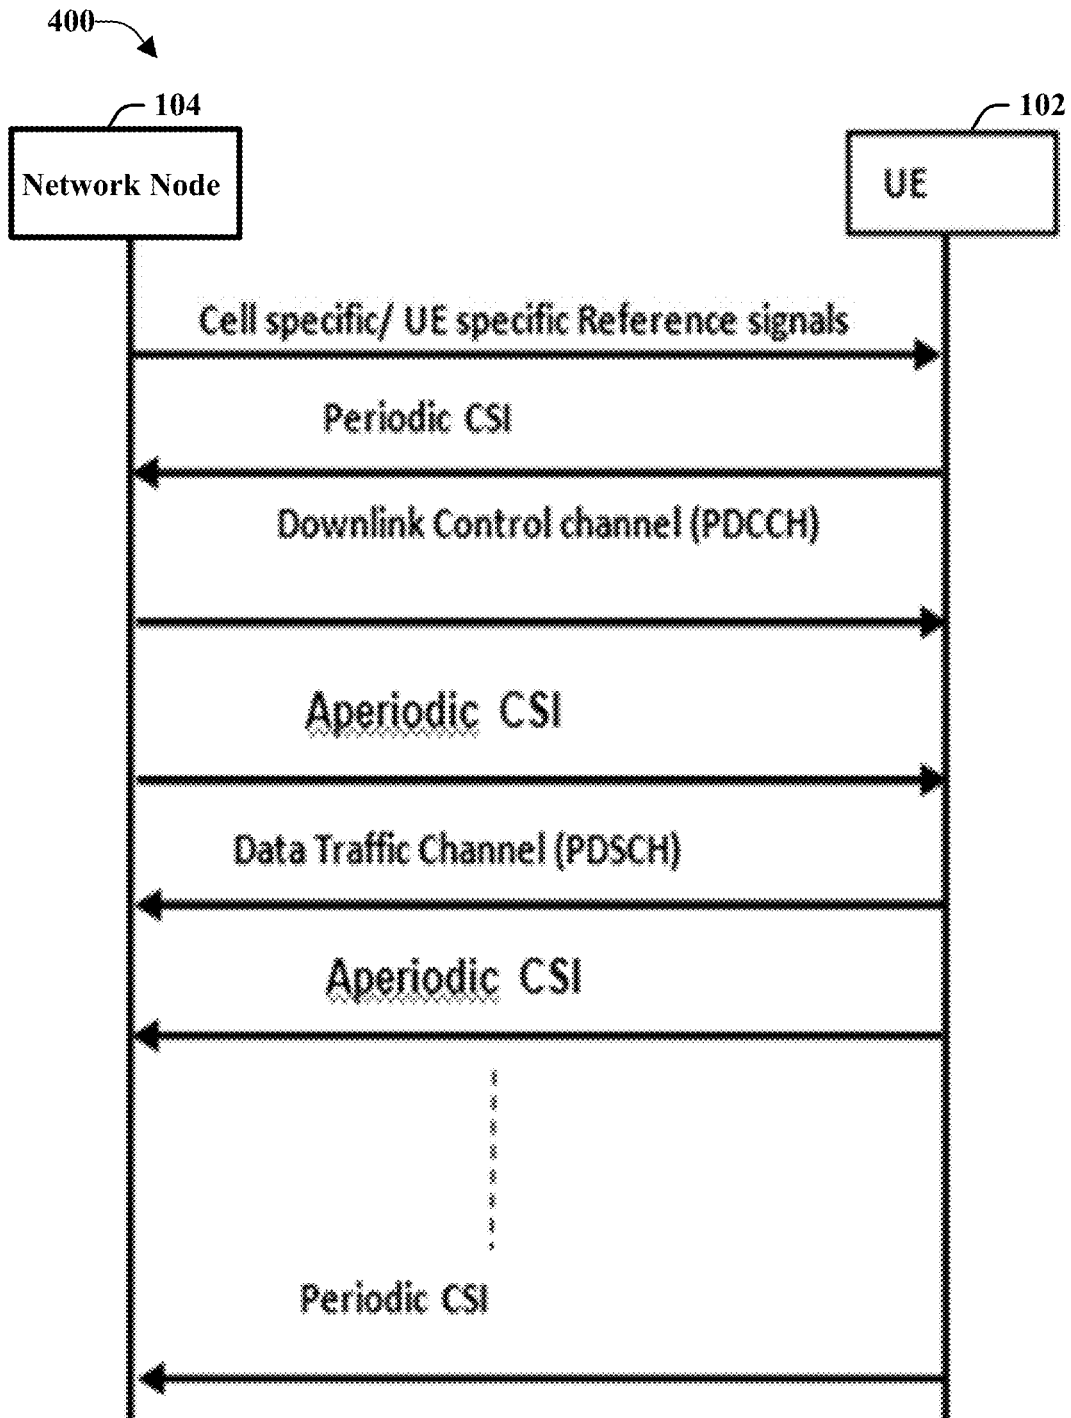 400
104
102
Network Node
UE
Cell specific/ UE specific Reference signals
Periodic CSI
Downlink Control channel (PDCCH)
Aperiodic CSI
Data Traffic Channel (PDSCH)
Aperiodic CSI
Periodic CSI